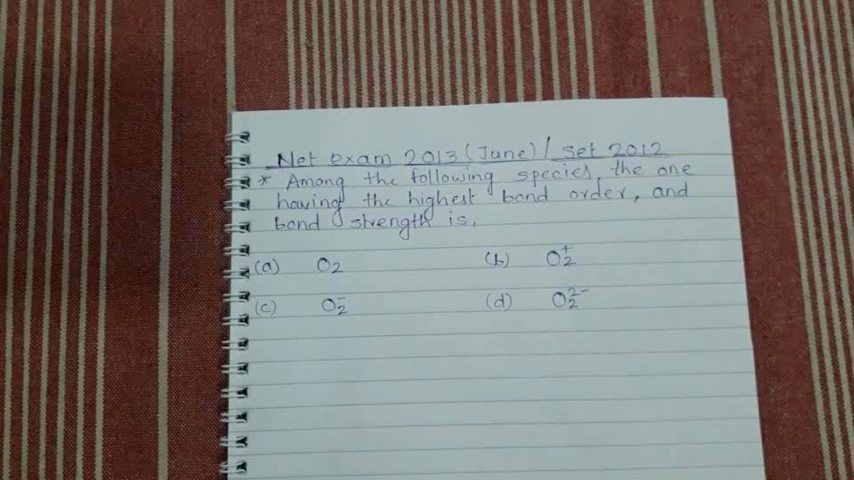 Net exam 2013 (June) / set 2012
* Among the following species, the one
having the highest bond order, and
bond strength is,
(a) O₂ (b) O₂⁺
(c) O₂⁻ (d) O₂²⁻